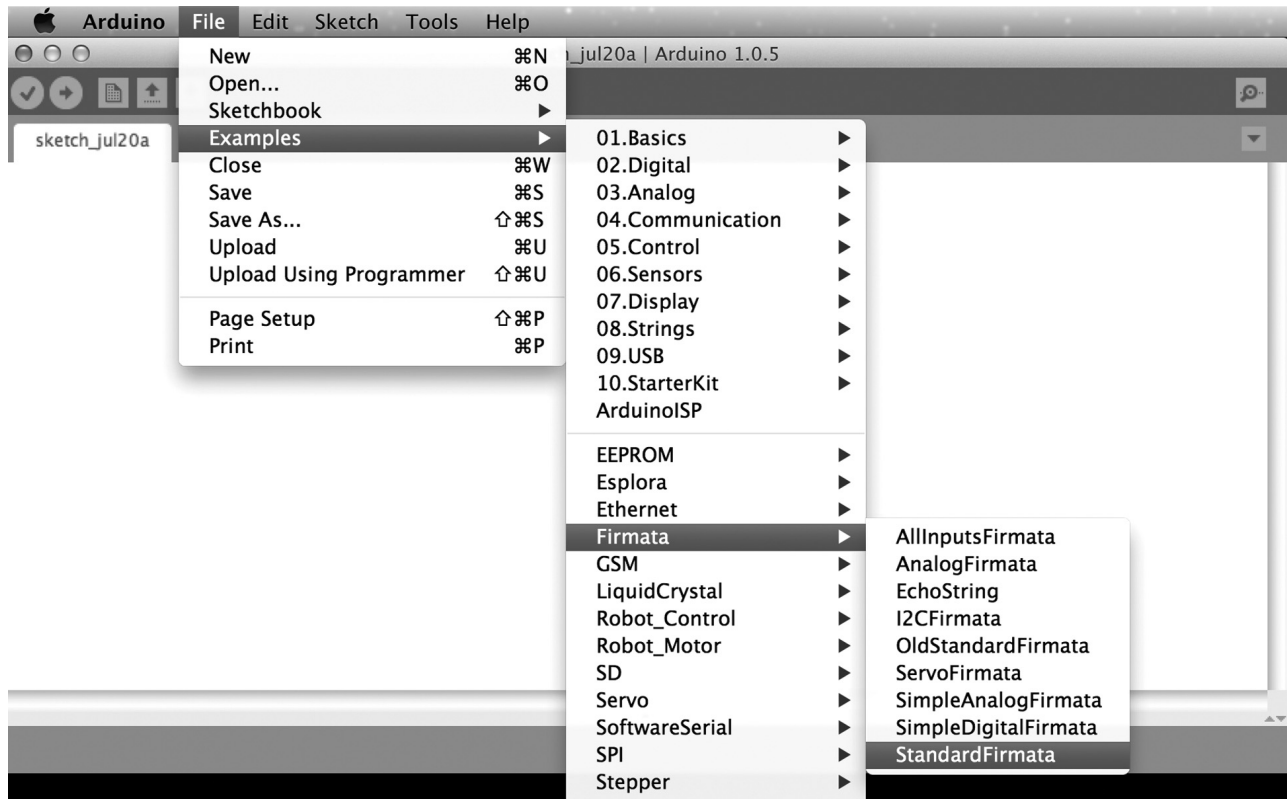 Arduino File Edit Sketch Tools Help
_jul20a | Arduino 1.0.5
sketch_jul20a
New ⌘N
Open... ⌘O
Sketchbook ▶
Examples ▶
Close ⌘W
Save ⌘S
Save As... ⇧⌘S
Upload ⌘U
Upload Using Programmer ⇧⌘U
Page Setup ⇧⌘P
Print ⌘P
01.Basics ▶
02.Digital ▶
03.Analog ▶
04.Communication ▶
05.Control ▶
06.Sensors ▶
07.Display ▶
08.Strings ▶
09.USB ▶
10.StarterKit ▶
ArduinoISP
EEPROM ▶
Esplora ▶
Ethernet ▶
Firmata ▶
GSM ▶
LiquidCrystal ▶
Robot_Control ▶
Robot_Motor ▶
SD ▶
Servo ▶
SoftwareSerial ▶
SPI ▶
Stepper ▶
AllInputsFirmata
AnalogFirmata
EchoString
I2CFirmata
OldStandardFirmata
ServoFirmata
SimpleAnalogFirmata
SimpleDigitalFirmata
StandardFirmata